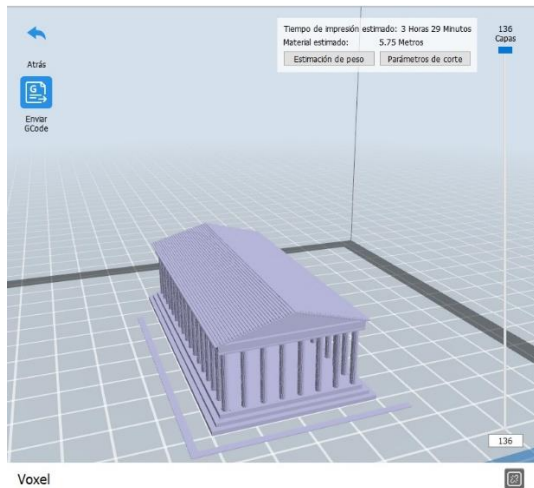 Atrás
Enviar
GCode
Tiempo de impresión estimado: 3 Horas 29 Minutos
Material estimado: 5.75 Metros
Estimación de peso Parámetros de corte
136
Capas
136
Voxel